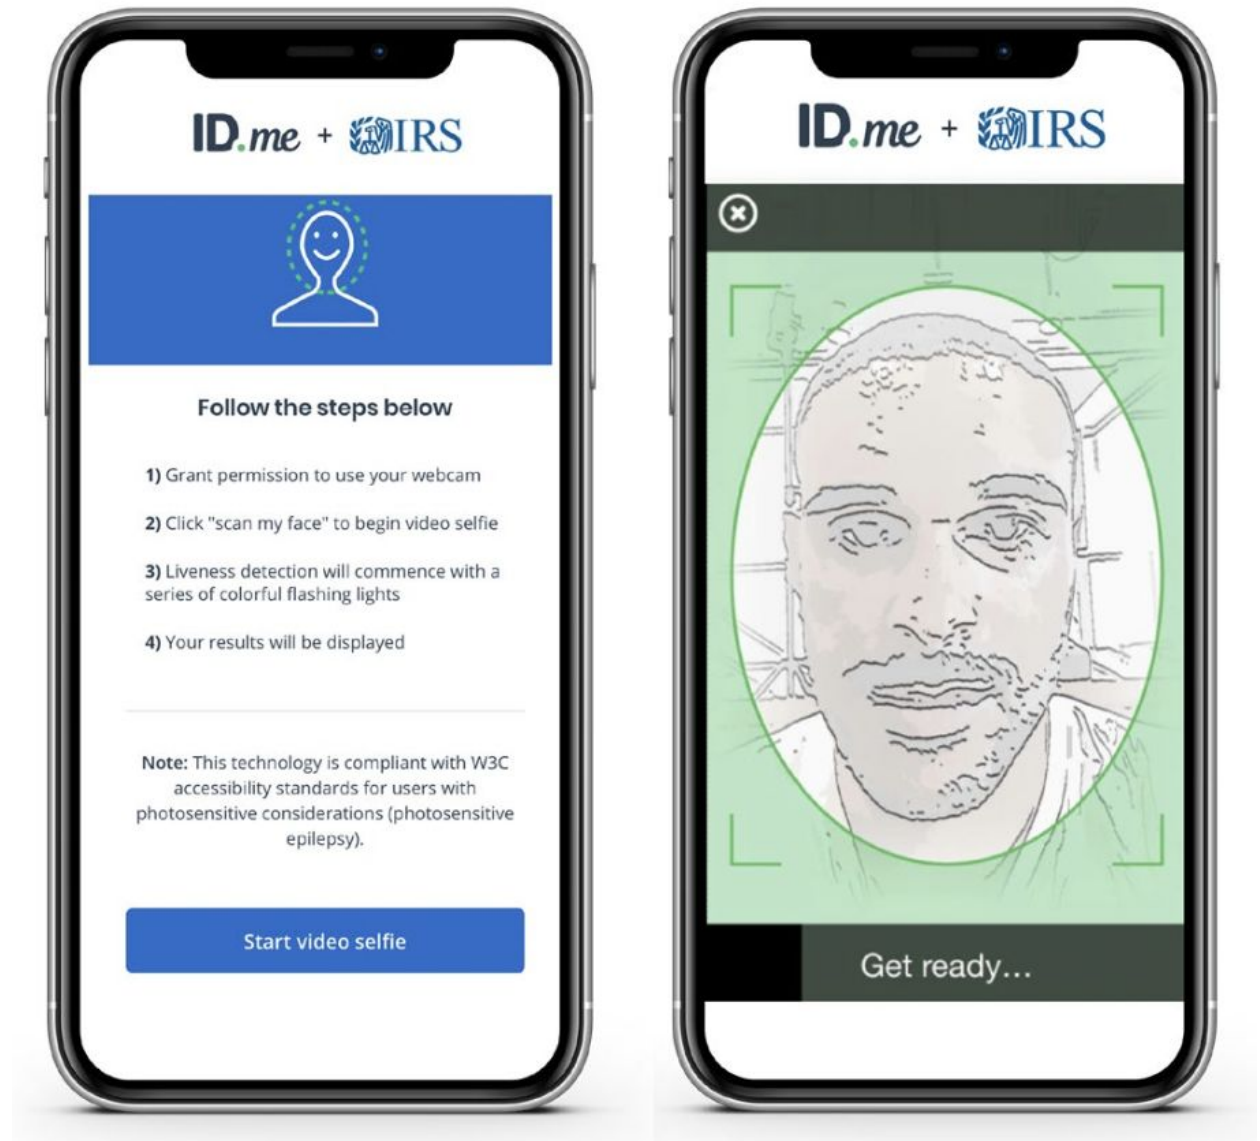 ID.me + IRS
Follow the steps below
1) Grant permission to use your webcam
2) Click "scan my face" to begin video selfie
3) Liveness detection will commence with a
series of colorful flashing lights
4) Your results will be displayed
Note: This technology is compliant with W3C
accessibility standards for users with
photosensitive considerations (photosensitive
epilepsy).
Start video selfie
ID.me + IRS
Get ready...